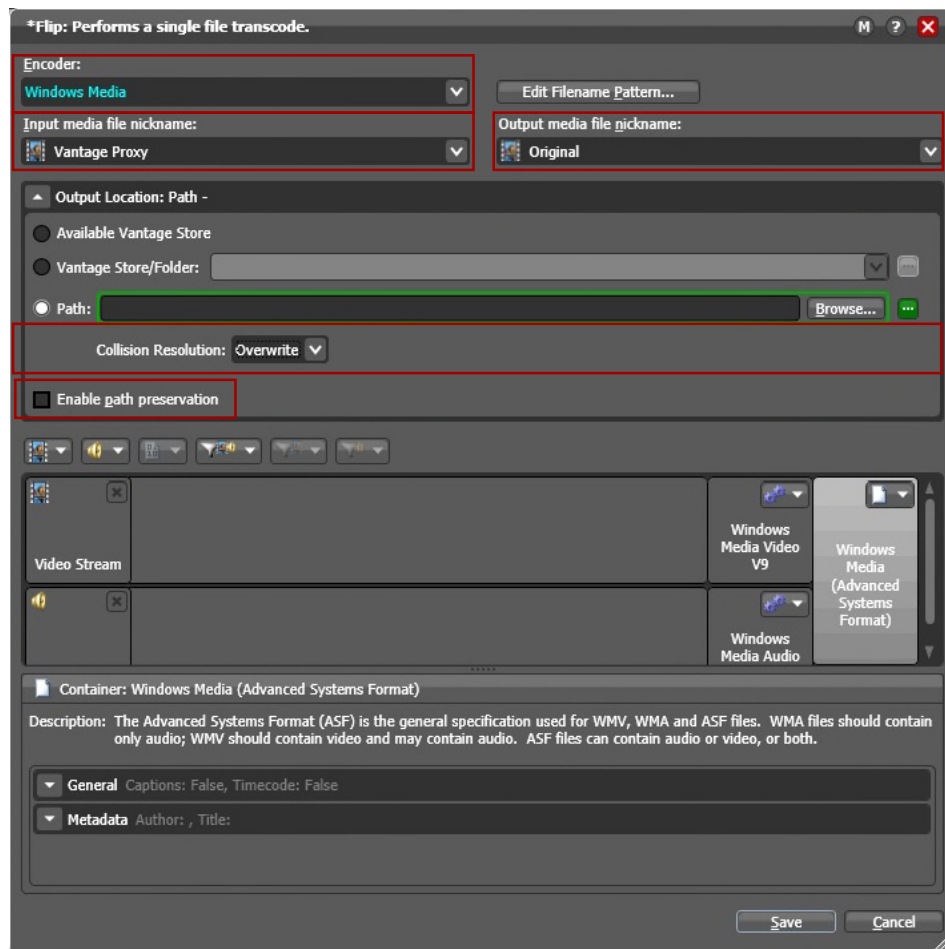 *Flip: Performs a single file transcode.
M ?
Encoder:
Windows Media
Edit Filename Pattern...
Input media file nickname:
Output media file nickname:
Vantage Proxy
Original
Output Location: Path -
Available Vantage Store
Vantage Store/Folder:
Path:
Browse...
Collision Resolution: Overwrite
Enable path preservation
Video Stream
Windows
Media Video
V9
Windows
Media
(Advanced
Systems
Format)
Windows
Media Audio
Container: Windows Media (Advanced Systems Format)
Description: The Advanced Systems Format (ASF) is the general specification used for WMV, WMA and ASF files. WMA files should contain
only audio; WMV should contain video and may contain audio. ASF files can contain audio or video, or both.
General Captions: False, Timecode: False
Metadata Author: , Title:
Save
Cancel